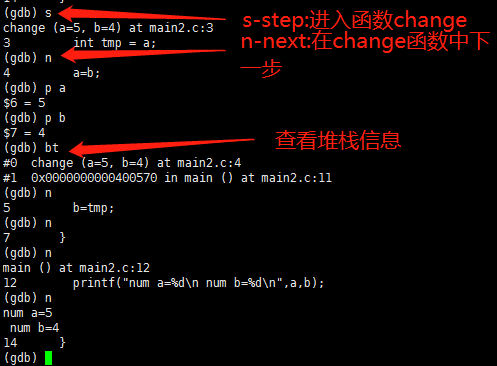 (gdb) s
change (a=5, b=4) at main2.c:3
3 int tmp = a;
(gdb) n
4 a=b;
(gdb) p a
$6 = 5
(gdb) p b
$7 = 4
(gdb) bt
#0 change (a=5, b=4) at main2.c:4
#1 0x0000000000400570 in main () at main2.c:11
(gdb) n
5 b=tmp;
(gdb) n
7 }
(gdb) n
main () at main2.c:12
12 printf("num a=%d\n num b=%d\n",a,b);
(gdb) n
num a=5
num b=4
14 }
(gdb)
s-step:进入函数change
n-next:在change函数中下
一步
查看堆栈信息